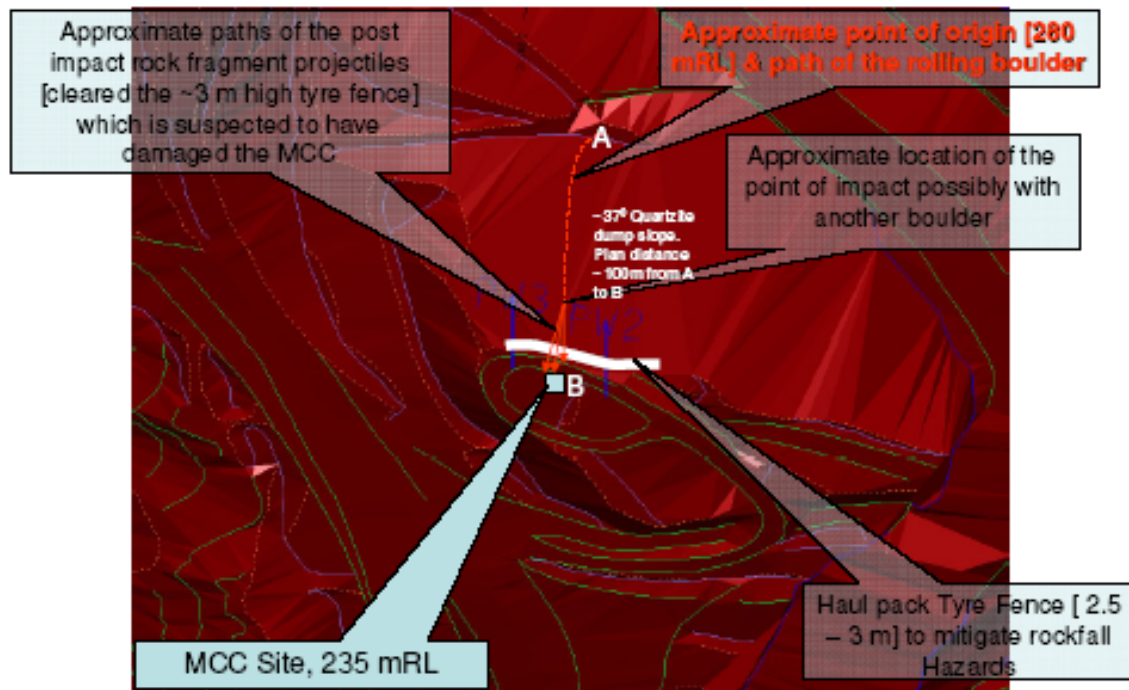 Approximate paths of the post
impact rock fragment projectiles
[cleared the ~3 m high tyre fence]
which is suspected to have
damaged the MCC
Approximate point of origin [280
mRL] & path of the rolling boulder
A
Approximate location of the
point of impact possibly with
another boulder
~37⁰ Quartzite
dump slope.
Plan distance
~100m from A
to B
B
MCC Site, 235 mRL
Haul pack Tyre Fence [ 2.5
– 3 m] to mitigate rockfall
Hazards